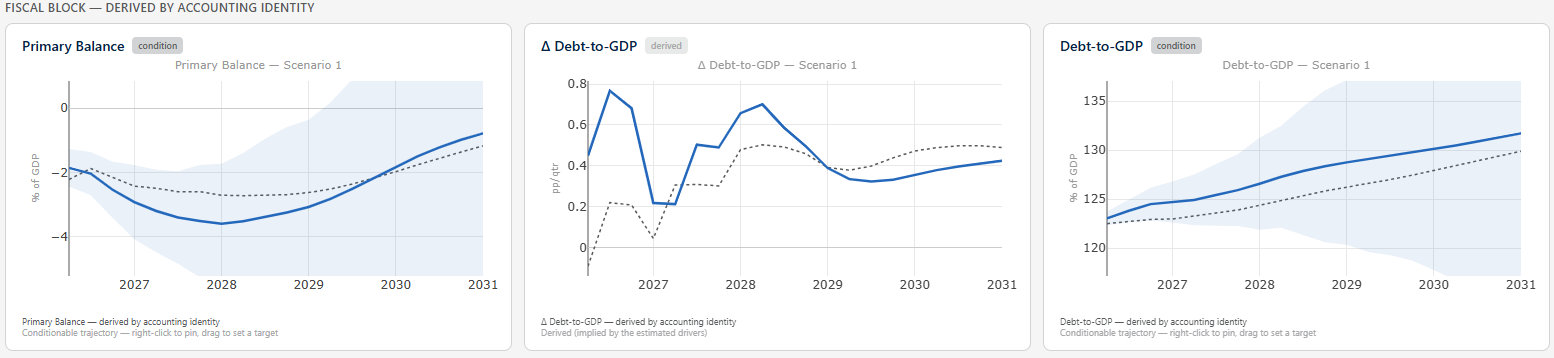 FISCAL BLOCK — DERIVED BY ACCOUNTING IDENTITY
Primary Balance condition
Primary Balance — Scenario 1
% of GDP
0
−2
−4
2027 2028 2029 2030 2031
Primary Balance — derived by accounting identity
Conditionable trajectory — right-click to pin, drag to set a target
Δ Debt-to-GDP derived
Δ Debt-to-GDP — Scenario 1
pp/qtr
0.8
0.6
0.4
0.2
0
2027 2028 2029 2030 2031
Δ Debt-to-GDP — derived by accounting identity
Derived (implied by the estimated drivers)
Debt-to-GDP condition
Debt-to-GDP — Scenario 1
% of GDP
135
130
125
120
2027 2028 2029 2030 2031
Debt-to-GDP — derived by accounting identity
Conditionable trajectory — right-click to pin, drag to set a target